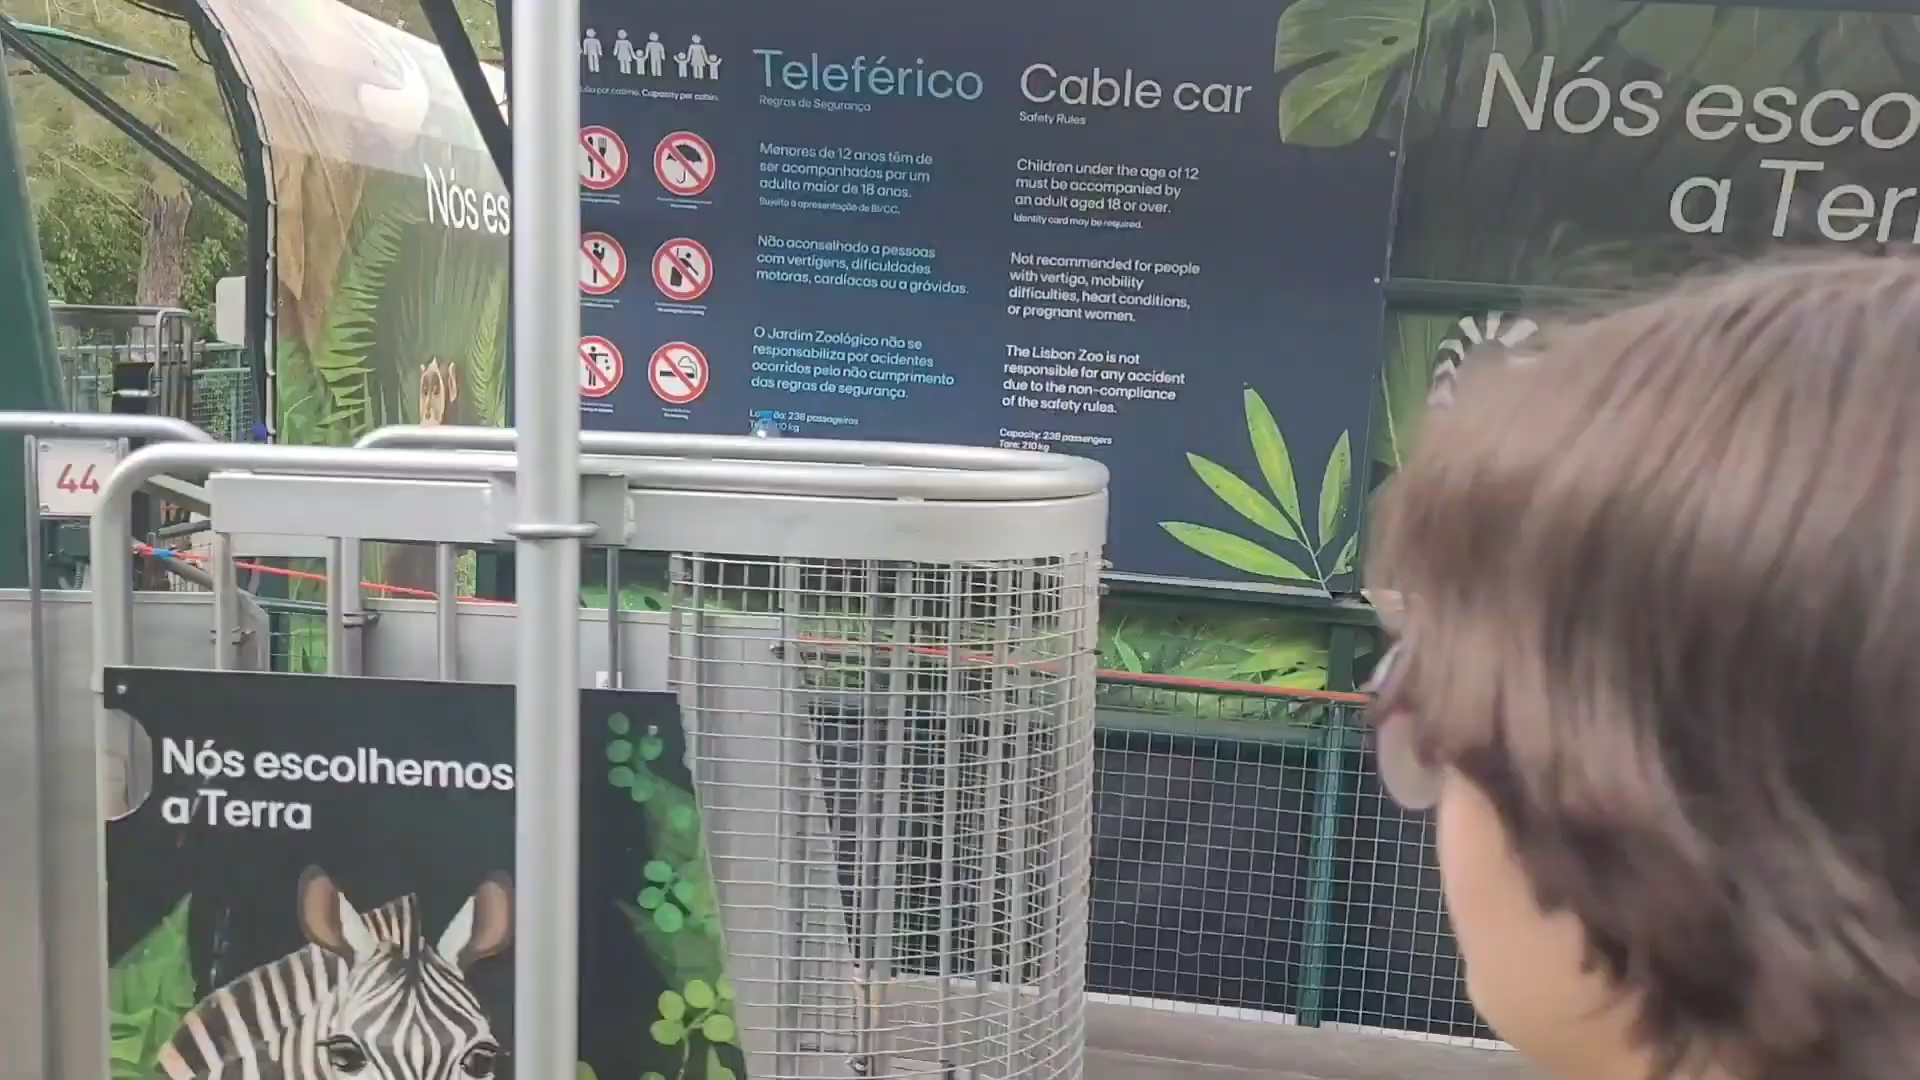 Capacity per cabin.
Teleférico
Regras de Segurança
Menores de 12 anos têm de
ser acompanhados por um
adulto maior de 18 anos.
Sujeito a apresentação de BI/CC.
Não aconselhado a pessoas
com vertigens, dificuldades
motoras, cardíacas ou a grávidas.
O Jardim Zoológico não se
responsabiliza por acidentes
ocorridos pelo não cumprimento
das regras de segurança.
238 passageiros
Cable car
Safety Rules
Children under the age of 12
must be accompanied by
an adult aged 18 or over.
Identity card may be required.
Not recommended for people
with vertigo, mobility
difficulties, heart conditions,
or pregnant women.
The Lisbon Zoo is not
responsible for any accident
due to the non-compliance
of the safety rules.
Capacity: 238 passengers
Tare: 210 kg
Nós esco
a Ter
Nós es
44
Nós escolhemos
a Terra